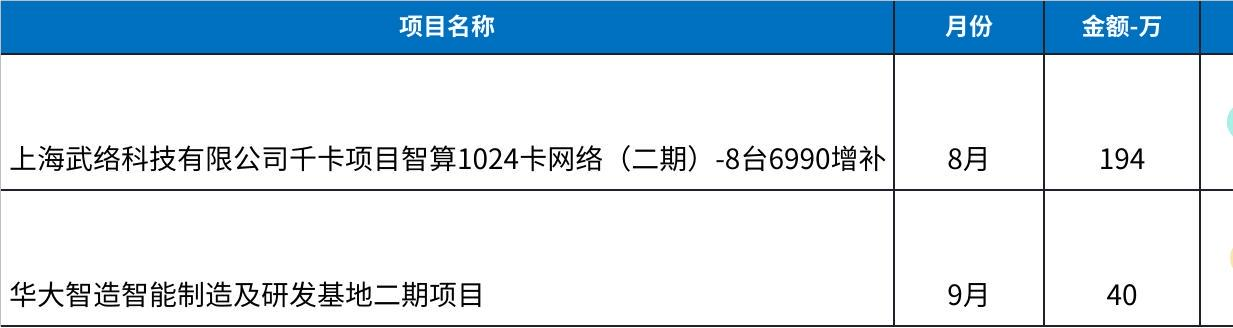 项目名称 月份 金额-万
上海武络科技有限公司千卡项目智算1024卡网络（二期）-8台6990增补 8月 194
华大智造智能制造及研发基地二期项目 9月 40